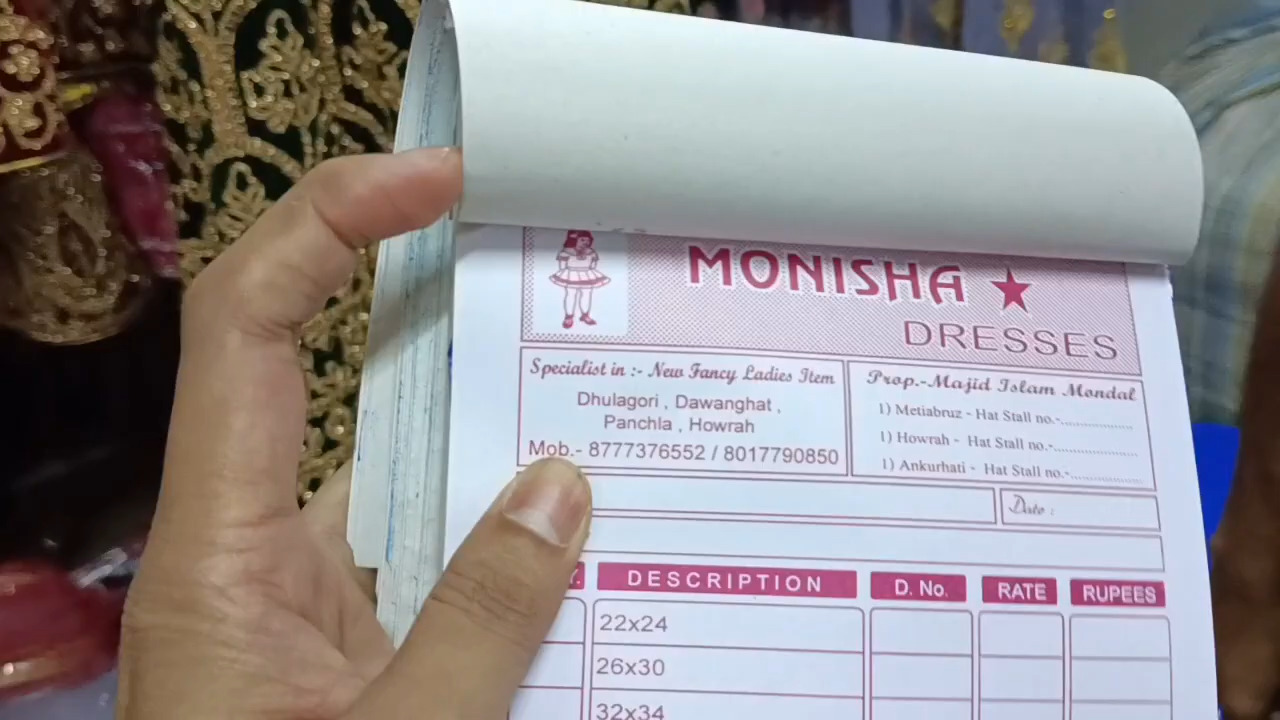 MONISHA
DRESSES
Specialist in :- New Fancy Ladies Item
Dhulagori , Dawanghat ,
Panchla , Howrah
Mob.- 8777376552 / 8017790850
Prop.-Majid Islam Mondal
1) Metiabruz - Hat Stall no.-..................
1) Howrah - Hat Stall no.-.....................
1) Ankurhati - Hat Stall no.-.................
Date :
DESCRIPTION D. No. RATE RUPEES
22x24
26x30
32x34